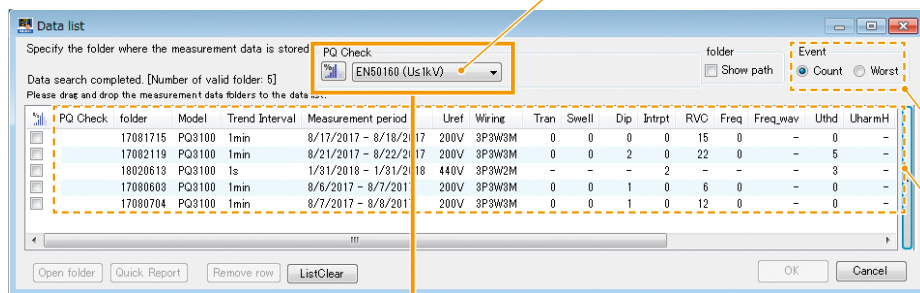 Data list
Specify the folder where the measurement data is stored
PQ Check
EN50160 (U≤1kV)
folder
Show path
Event
Count Worst
Data search completed. [Number of valid folder: 5]
Please drag and drop the measurement data folders to the data list.
PQ Check folder Model Trend Interval Measurement period Uref Wiring Tran Swell Dip Intrpt RVC Freq Freq_wav Uthd UharmH
17081715 PQ3100 1min 8/17/2017 - 8/18/2017 200V 3P3W3M 0 0 0 0 15 0 - 0 -
17082119 PQ3100 1min 8/21/2017 - 8/22/2017 200V 3P3W3M 0 0 2 0 22 0 - 5 -
18020613 PQ3100 1s 1/31/2018 - 1/31/2018 440V 3P3W2M - - - 2 - - - 3 -
17080603 PQ3100 1min 8/6/2017 - 8/7/2017 200V 3P3W3M 0 0 1 0 6 0 - 0 -
17080704 PQ3100 1min 8/7/2017 - 8/8/2017 200V 3P3W3M 0 0 1 0 12 0 - 0 -
Open folder Quick Report Remove row ListClear OK Cancel